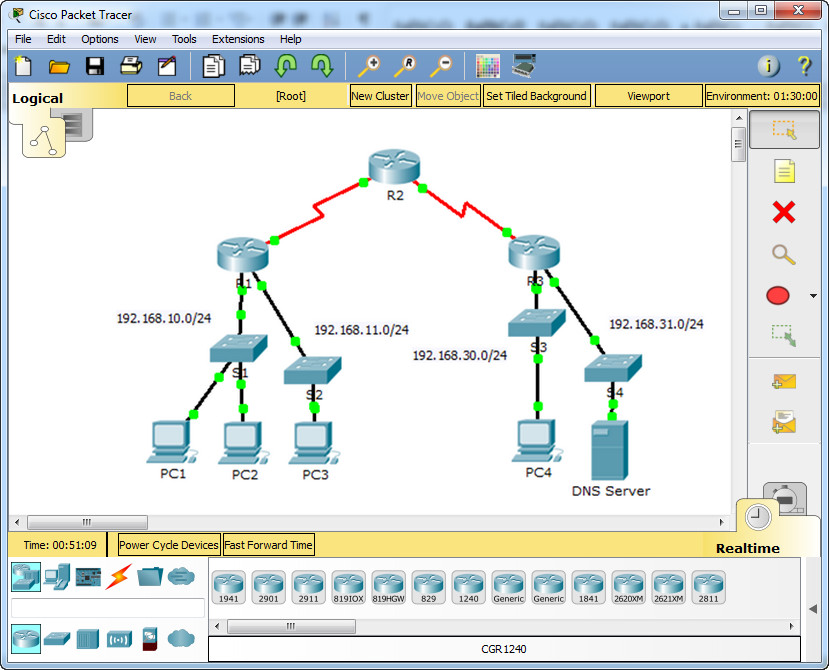 Cisco Packet Tracer
File Edit Options View Tools Extensions Help
R
i ?
Logical
Back
[Root]
New Cluster
Move Object
Set Tiled Background
Viewport
Environment: 01:30:00
R2
R1
R3
192.168.10.0/24
192.168.11.0/24
192.168.30.0/24
192.168.31.0/24
S1
S2
S3
S4
PC1
PC2
PC3
PC4
DNS Server
Time: 00:51:09
Power Cycle Devices
Fast Forward Time
Realtime
1941
2901
2911
819IOX
819HGW
829
1240
Generic
Generic
1841
2620XM
2621XM
2811
CGR1240